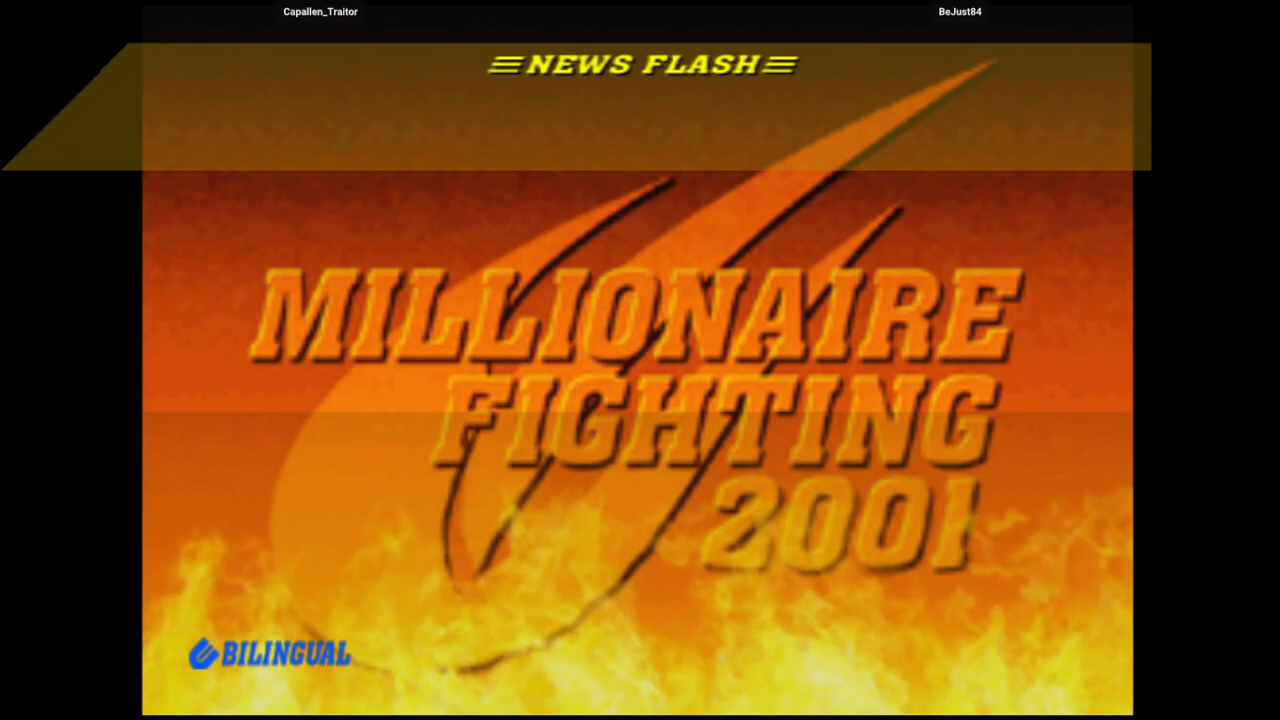 Capallen_Traitor
BeJust84
NEWS FLASH
MILLIONAIRE
FIGHTING
2001
BILINGUAL